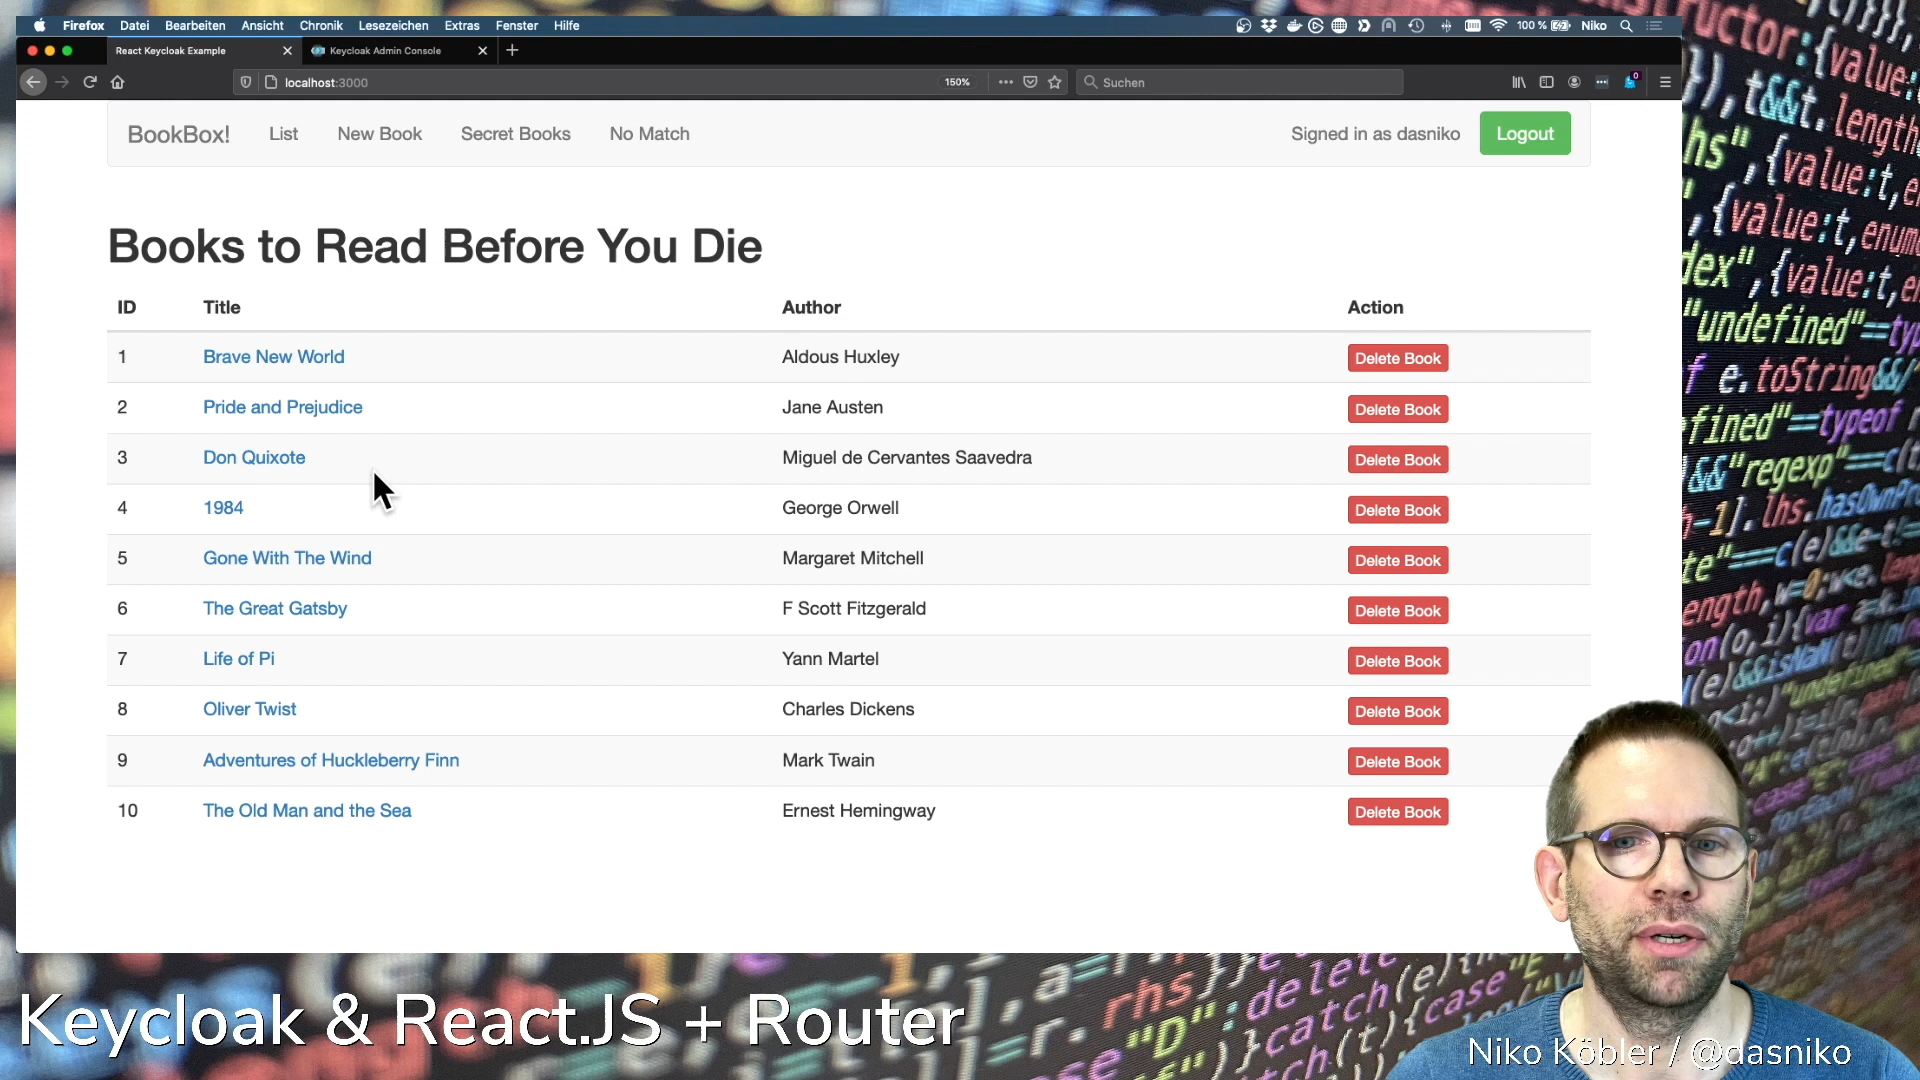 Firefox Datei Bearbeiten Ansicht Chronik Lesezeichen Extras Fenster Hilfe 100 % Niko
React Keycloak Example Keycloak Admin Console
localhost:3000 150% Suchen 0
BookBox! List New Book Secret Books No Match Signed in as dasniko Logout
Books to Read Before You Die
ID Title Author Action
1 Brave New World Aldous Huxley Delete Book
2 Pride and Prejudice Jane Austen Delete Book
3 Don Quixote Miguel de Cervantes Saavedra Delete Book
4 1984 George Orwell Delete Book
5 Gone With The Wind Margaret Mitchell Delete Book
6 The Great Gatsby F Scott Fitzgerald Delete Book
7 Life of Pi Yann Martel Delete Book
8 Oliver Twist Charles Dickens Delete Book
9 Adventures of Huckleberry Finn Mark Twain Delete Book
10 The Old Man and the Sea Ernest Hemingway Delete Book
Keycloak & React.JS + Router
Niko Köbler / @dasniko